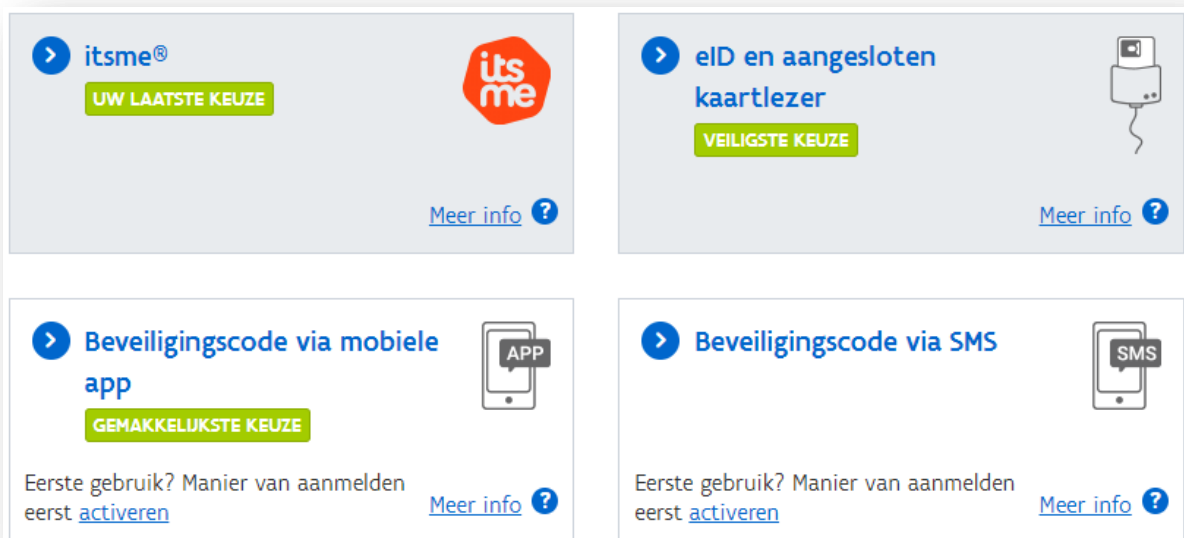 itsme®
UW LAATSTE KEUZE
its
me
Meer info ?
eID en aangesloten
kaartlezer
VEILIGSTE KEUZE
Meer info ?
Beveiligingscode via mobiele
app
APP
GEMAKKELIJKSTE KEUZE
Eerste gebruik? Manier van aanmelden
eerst activeren
Meer info ?
Beveiligingscode via SMS
SMS
Eerste gebruik? Manier van aanmelden
eerst activeren
Meer info ?